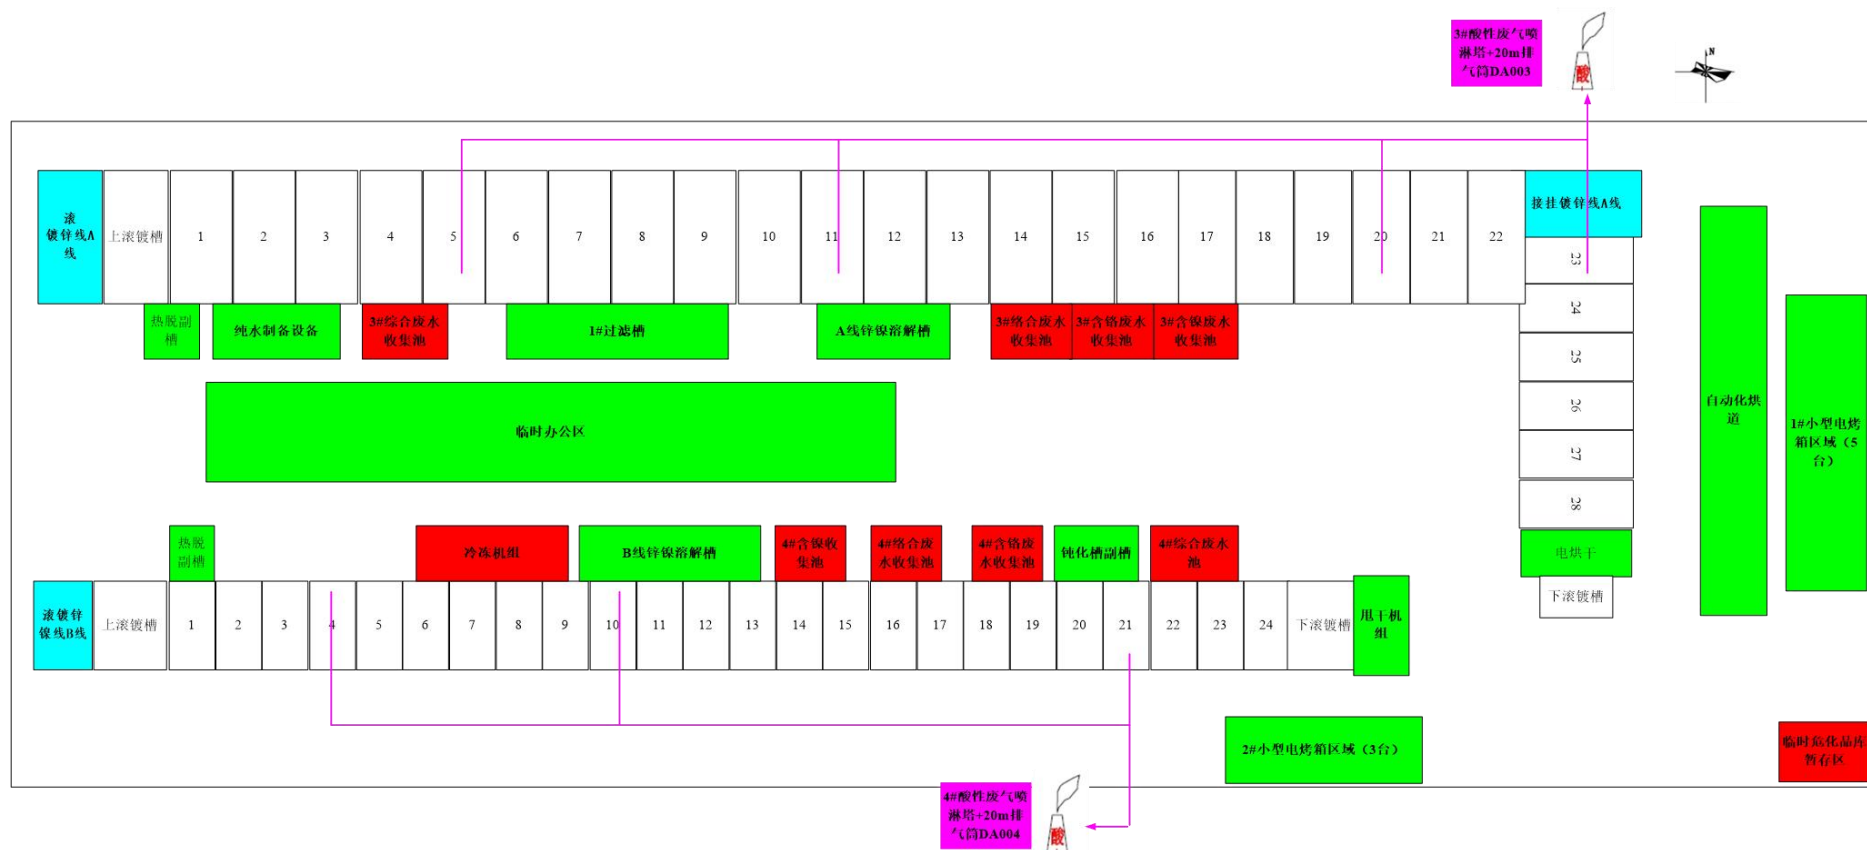 3#酸性废气喷
淋塔+20m排
气筒DA003
酸
N
滚
镀锌线A
线
上滚镀槽
1
2
3
4
5
6
7
8
9
10
11
12
13
14
15
16
17
18
19
20
21
22
接挂镀锌线A线
23
24
25
26
27
28
电烘干
下滚镀槽
热脱副
槽
纯水制备设备
3#综合废水
收集池
1#过滤槽
A线锌镍溶解槽
3#络合废水
收集池
3#含铬废水
收集池
3#含镍废水
收集池
临时办公区
自动化烘
道
1#小型电烤
箱区域（5
台）
热脱
副槽
冷冻机组
B线锌镍溶解槽
4#含镍收
集池
4#络合废
水收集池
4#含铬废
水收集池
钝化槽副槽
4#综合废水
池
滚镀锌
镍线B线
上滚镀槽
1
2
3
4
5
6
7
8
9
10
11
12
13
14
15
16
17
18
19
20
21
22
23
24
下滚镀槽
甩干机
组
2#小型电烤箱区域（3台）
临时危化品库
暂存区
4#酸性废气喷
淋塔+20m排
气筒DA004
酸